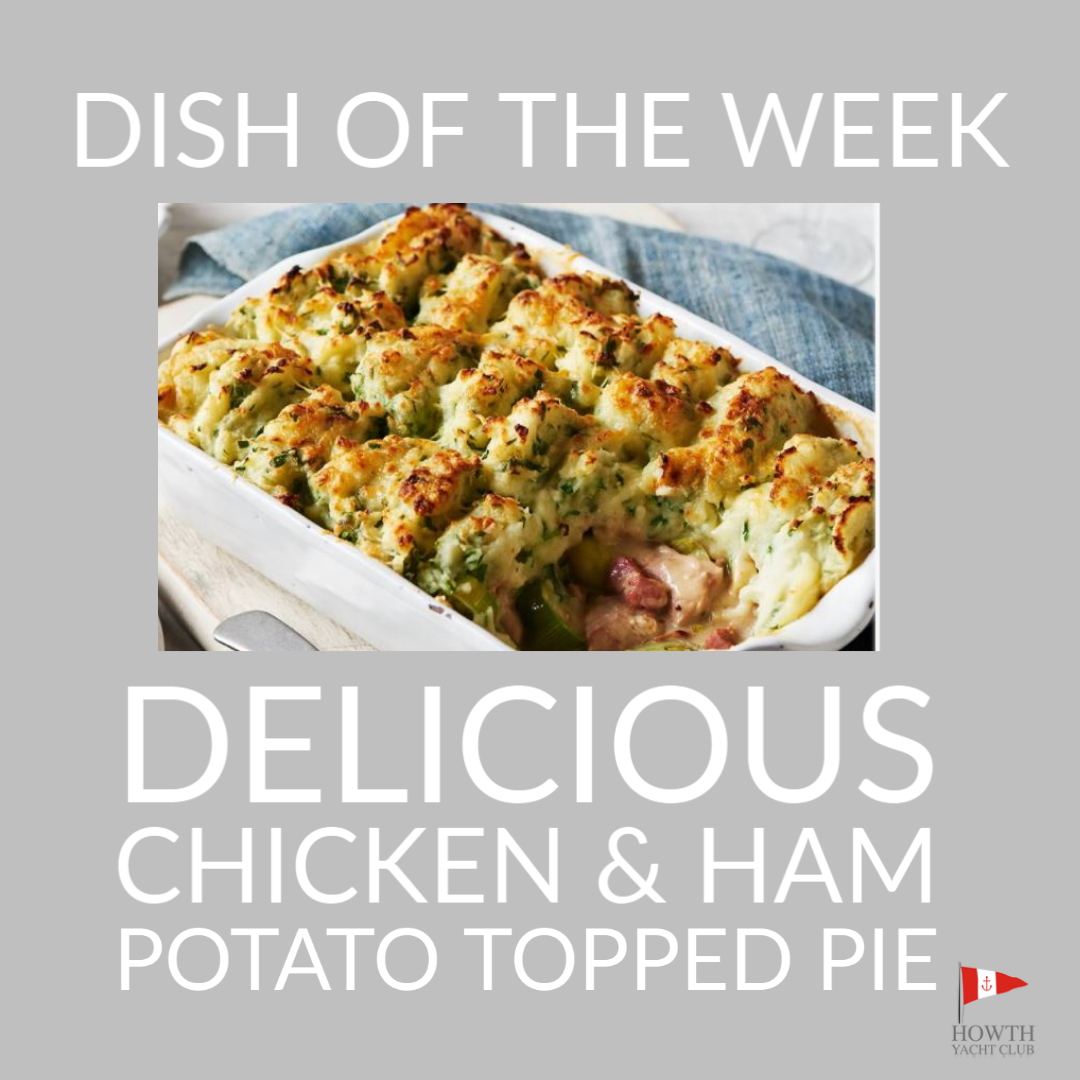 DISH OF THE WEEK
DELICIOUS
CHICKEN & HAM
POTATO TOPPED PIE
HOWTH
YACHT CLUB